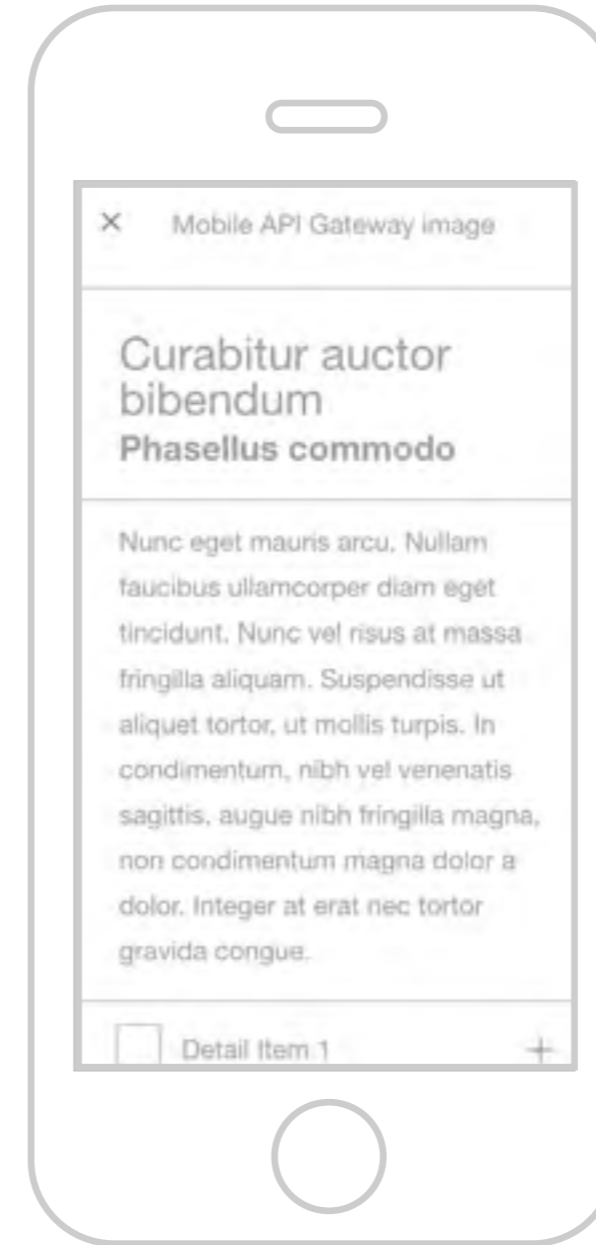 × Mobile API Gateway image
Curabitur auctor
bibendum
Phasellus commodo
Nunc eget mauris arcu. Nullam
faucibus ullamcorper diam eget
tincidunt. Nunc vel risus at massa
fringilla aliquam. Suspendisse ut
aliquet tortor, ut mollis turpis. In
condimentum, nibh vel venenatis
sagittis, augue nibh fringilla magna,
non condimentum magna dolor a
dolor. Integer at erat nec tortor
gravida congue.
Detail Item 1 +